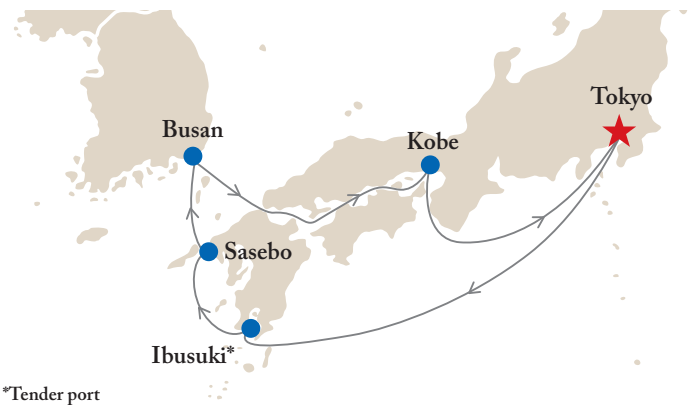 Tokyo
Busan
Kobe
Sasebo
Ibusuki*
*Tender port